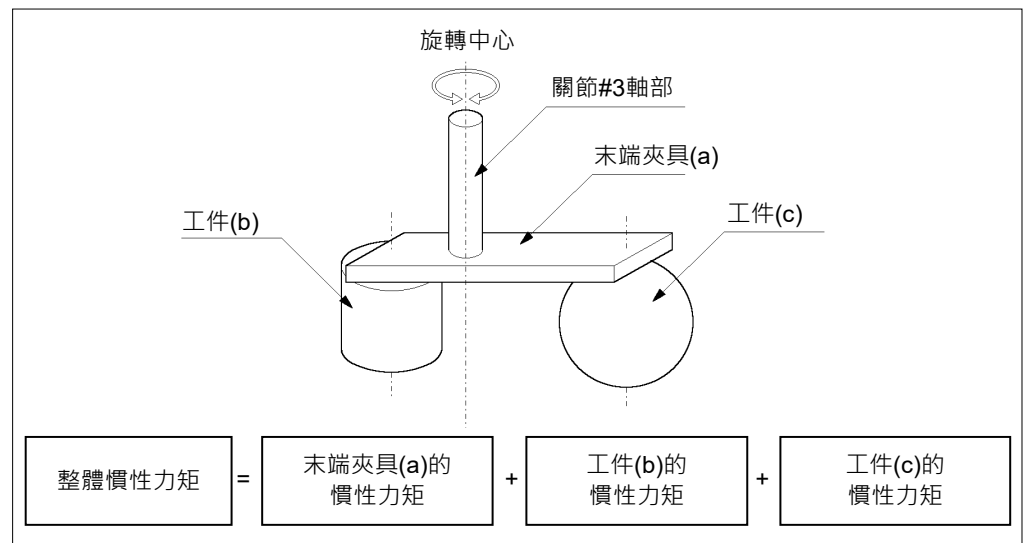 旋轉中心
關節#3軸部
末端夾具(a)
工件(b)
工件(c)
整體慣性力矩
=
末端夾具(a)的
慣性力矩
+
工件(b)的
慣性力矩
+
工件(c)的
慣性力矩